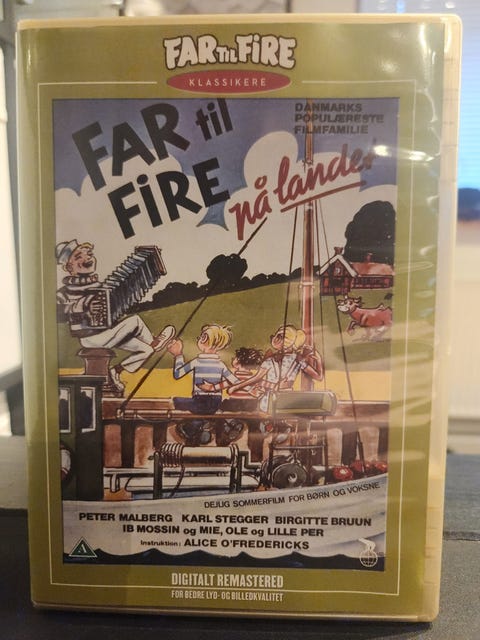 FAR TIL FIRE
KLASSIKERE
DANMARKS
POPULÆRESTE
FILMFAMILIE
FAR til
FIRE
på landet
DEJLIG SOMMERFILM FOR BØRN OG VOKSNE
PETER MALBERG KARL STEGGER BIRGITTE BRUUN
IB MOSSIN og MIE, OLE og LILLE PER
Instruktion: ALICE O'FREDERICKS
A
DIGITALT REMASTERED
FOR BEDRE LYD- OG BILLEDKVALITET